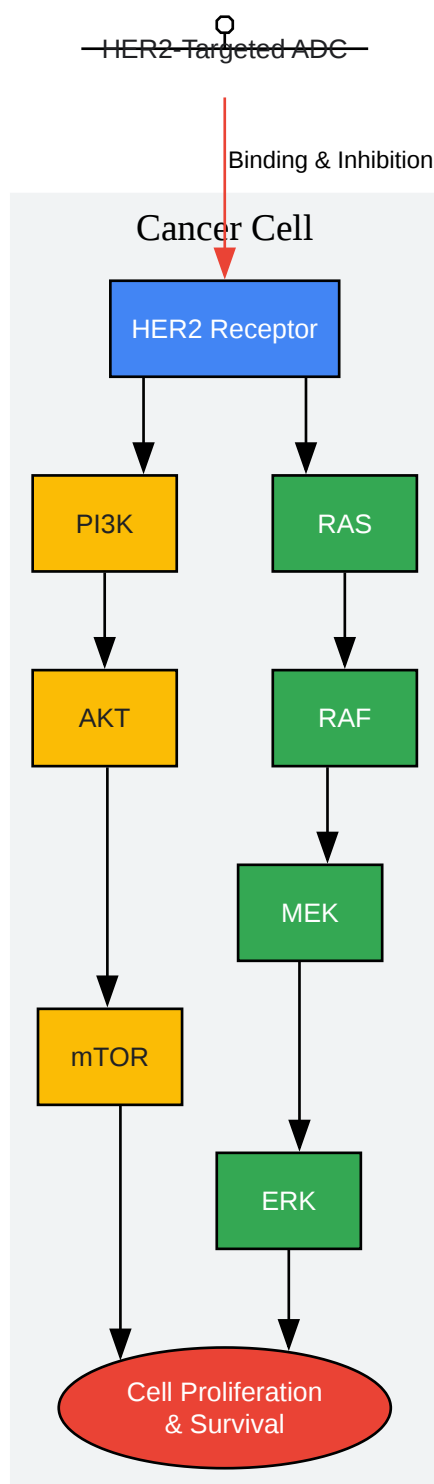 HER2-Targeted ADC
Binding & Inhibition
Cancer Cell
HER2 Receptor
PI3K
RAS
AKT
RAF
MEK
mTOR
ERK
Cell Proliferation
& Survival